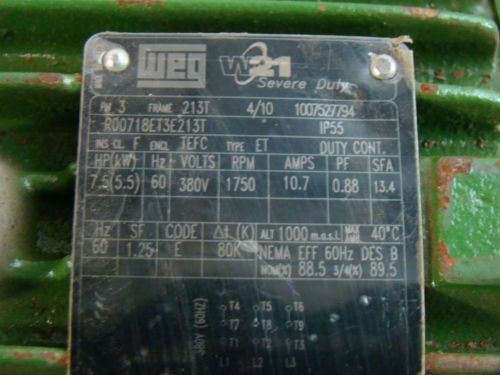 WEG W21
Severe Duty
PH 3 FRAME 213T 4/10 1007527794
R00718ET3E213T IP55
INS CL. F ENCL TEFC TYPE ET DUTY CONT.
HP(kW) Hz VOLTS RPM AMPS PF SFA
7.5(5.5) 60 380V 1750 10.7 0.88 13.4
Hz SF CODE Δt (K) ALT 1000 m.a.s.l. MAX AMB 40°C
60 1.25 E 80K NEMA EFF 60Hz DES B
NOM(%) 88.5 3/4(%) 89.5
T4 T5 T6
T7 T8 T9
T1 T2 T3
L1 L2 L3
380V (60HZ)